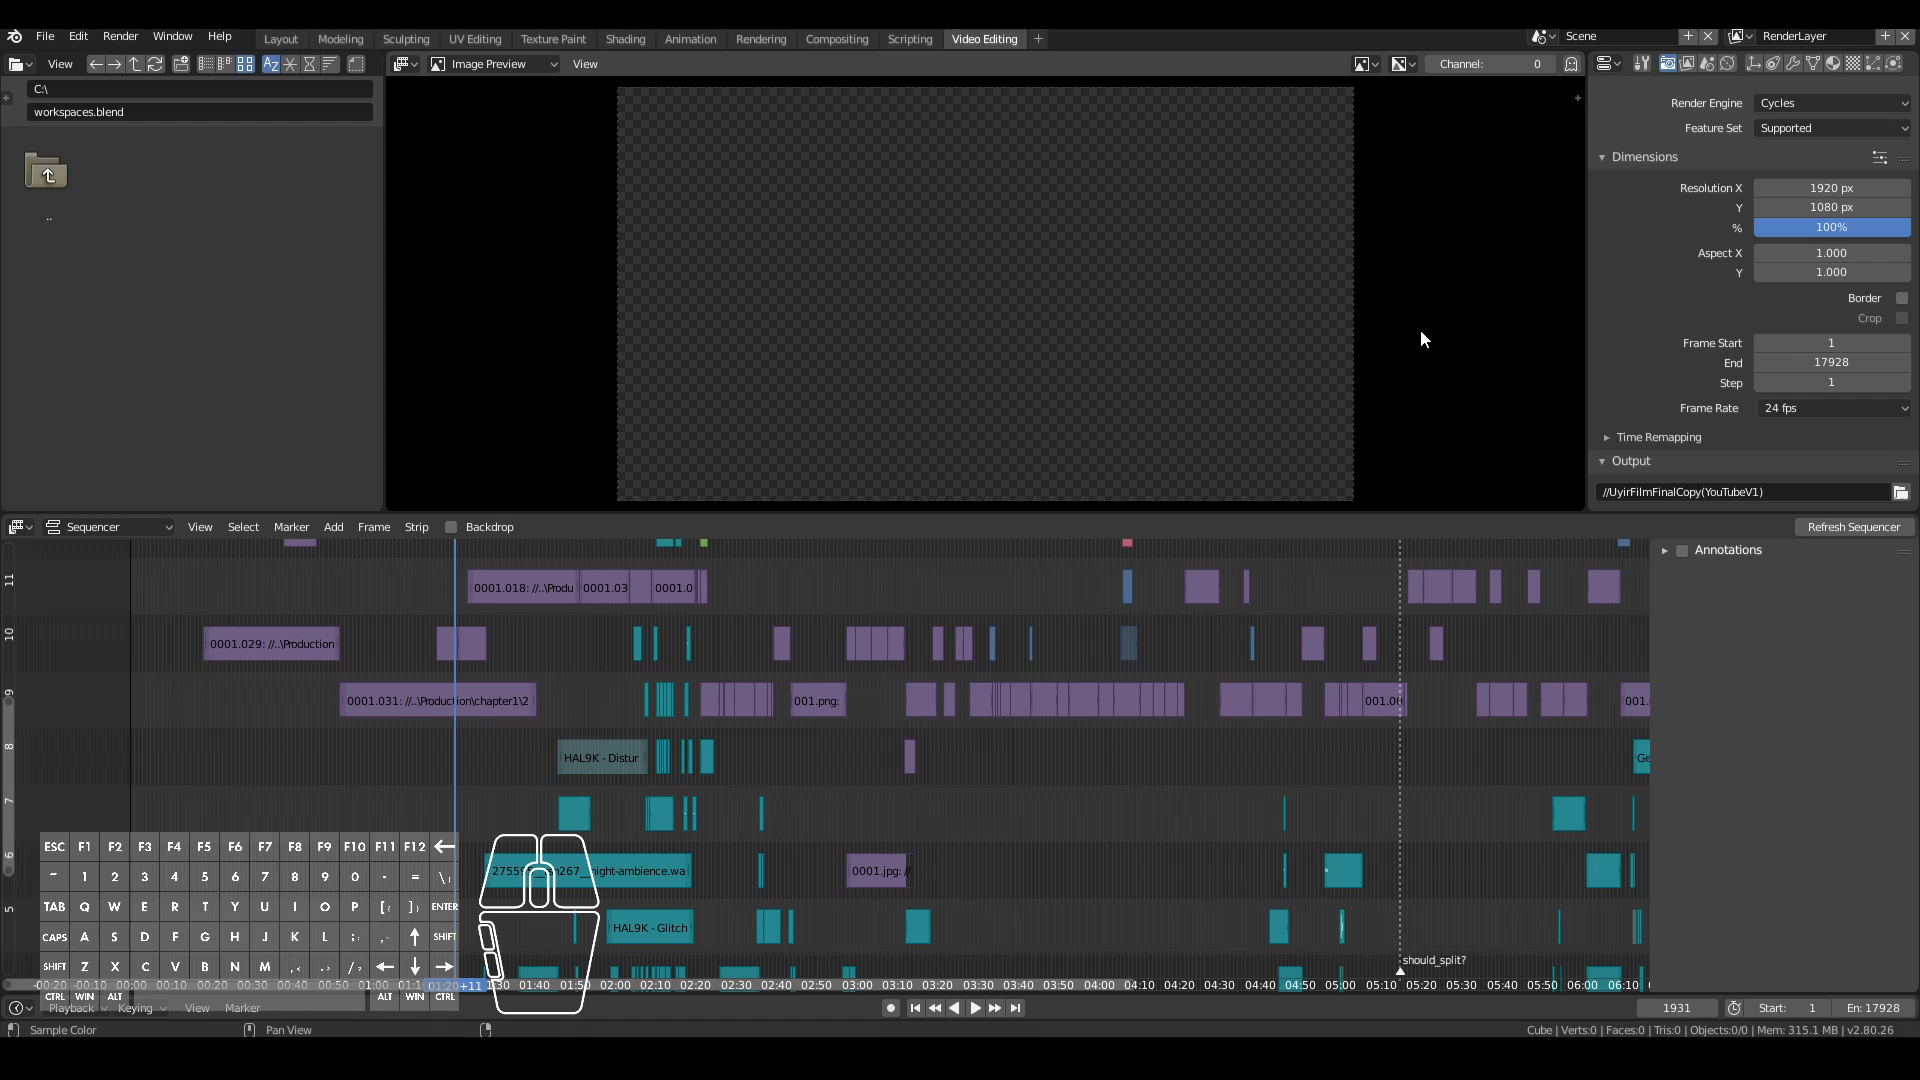 File Edit Render Window Help Layout Modeling Sculpting UV Editing Texture Paint Shading Animation Rendering Compositing Scripting Video Editing + Scene RenderLayer
View Image Preview View Channel: 0
C:\
workspaces.blend
..
Render Engine Cycles
Feature Set Supported
Dimensions
Resolution X 1920 px
Y 1080 px
% 100%
Aspect X 1.000
Y 1.000
Border
Crop
Frame Start 1
End 17928
Step 1
Frame Rate 24 fps
Time Remapping
Output
//UyirFilmFinalCopy(YouTubeV1)
Sequencer View Select Marker Add Frame Strip Backdrop Refresh Sequencer
Annotations
11 0001.018: //..\Produ 0001.03 0001.0
10 0001.029: //..\Production
9 0001.031: //..\Production\chapter1\2 001.png: 001.00 001.
8 HAL9K - Distur Ge
7
6 0001.jpg: //
5 HAL9K - Glitch
should_split?
ESC F1 F2 F3 F4 F5 F6 F7 F8 F9 F10 F11 F12 ←
~ 1 2 3 4 5 6 7 8 9 0 - = \|
TAB Q W E R T Y U I O P [{ ]} ENTER
CAPS A S D F G H J K L ;: ,. ↑ SHIFT
SHIFT Z X C V B N M ,< .> /? ← ↓ →
-00:20 -00:10 00:00 00:10 00:20 00:30 00:40 00:50 01:00 01:20+11 01:40 01:50 02:00 02:10 02:20 02:30 02:40 02:50 03:00 03:10 03:20 03:30 03:40 03:50 04:00 04:10 04:20 04:30 04:40 04:50 05:00 05:10 05:20 05:30 05:40 05:50 06:00 06:10
CTRL WIN ALT ALT WIN CTRL
Playback Keying View Marker 1931 Start: 1 En: 17928
Sample Color Pan View Cube | Verts:0 | Faces:0 | Tris:0 | Objects:0/0 | Mem: 315.1 MB | v2.80.26